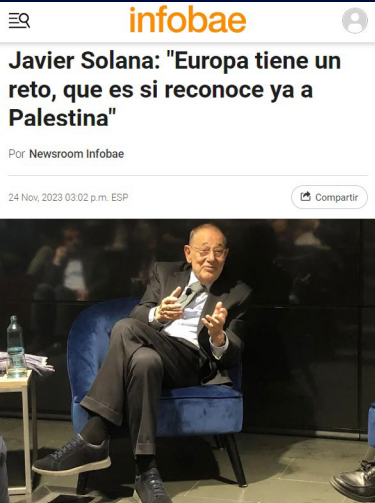 infobae
Javier Solana: "Europa tiene un
reto, que es si reconoce ya a
Palestina"
Por Newsroom Infobae
24 Nov, 2023 03:02 p.m. ESP
Compartir